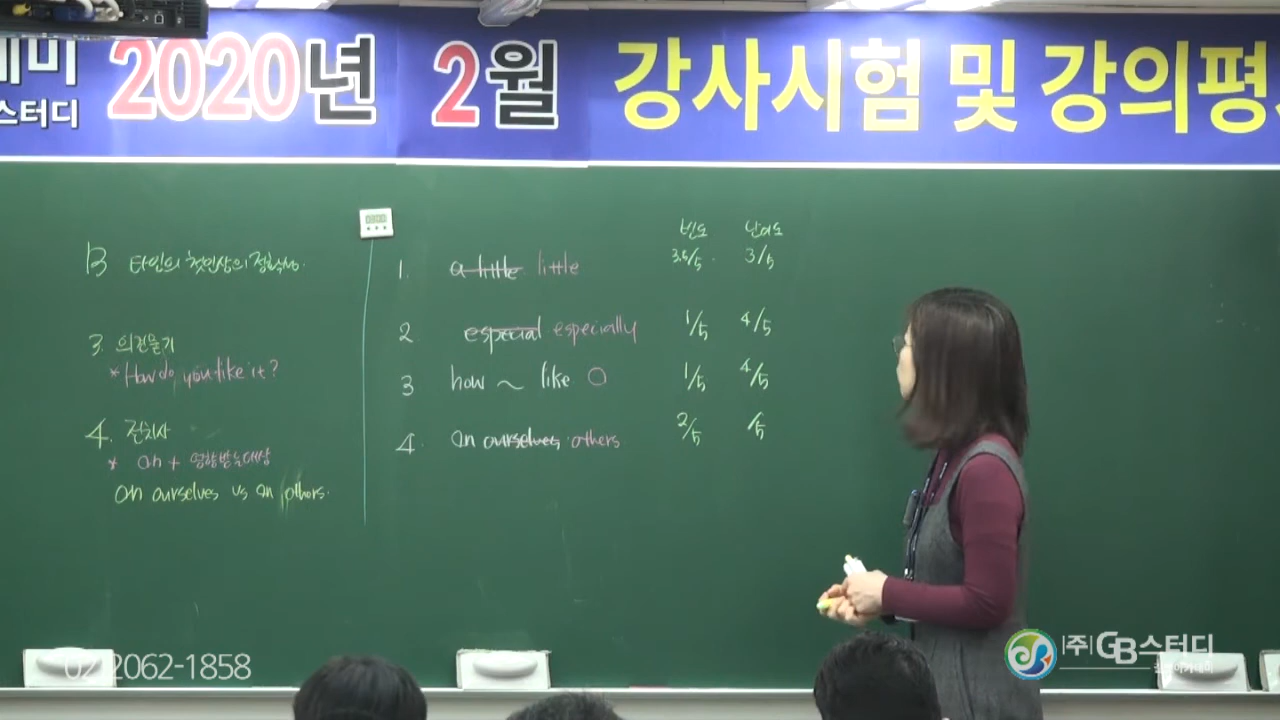 세미 2020년 2월 강사시험 및 강의평
스터디
빈도 난이도
B 타인의 첫인상의 정확성.
1. a little little 3.5/5 3/5
2 especial especially 1/5 4/5
3. 의견묻기
* How do you like it?
3 how ~ like O 1/5 4/5
4. 전치사
* on + 영향받는대상
on ourselves vs on others.
4. on ourselves others 2/5 /5
02 2062-1858
(주) GB스터디